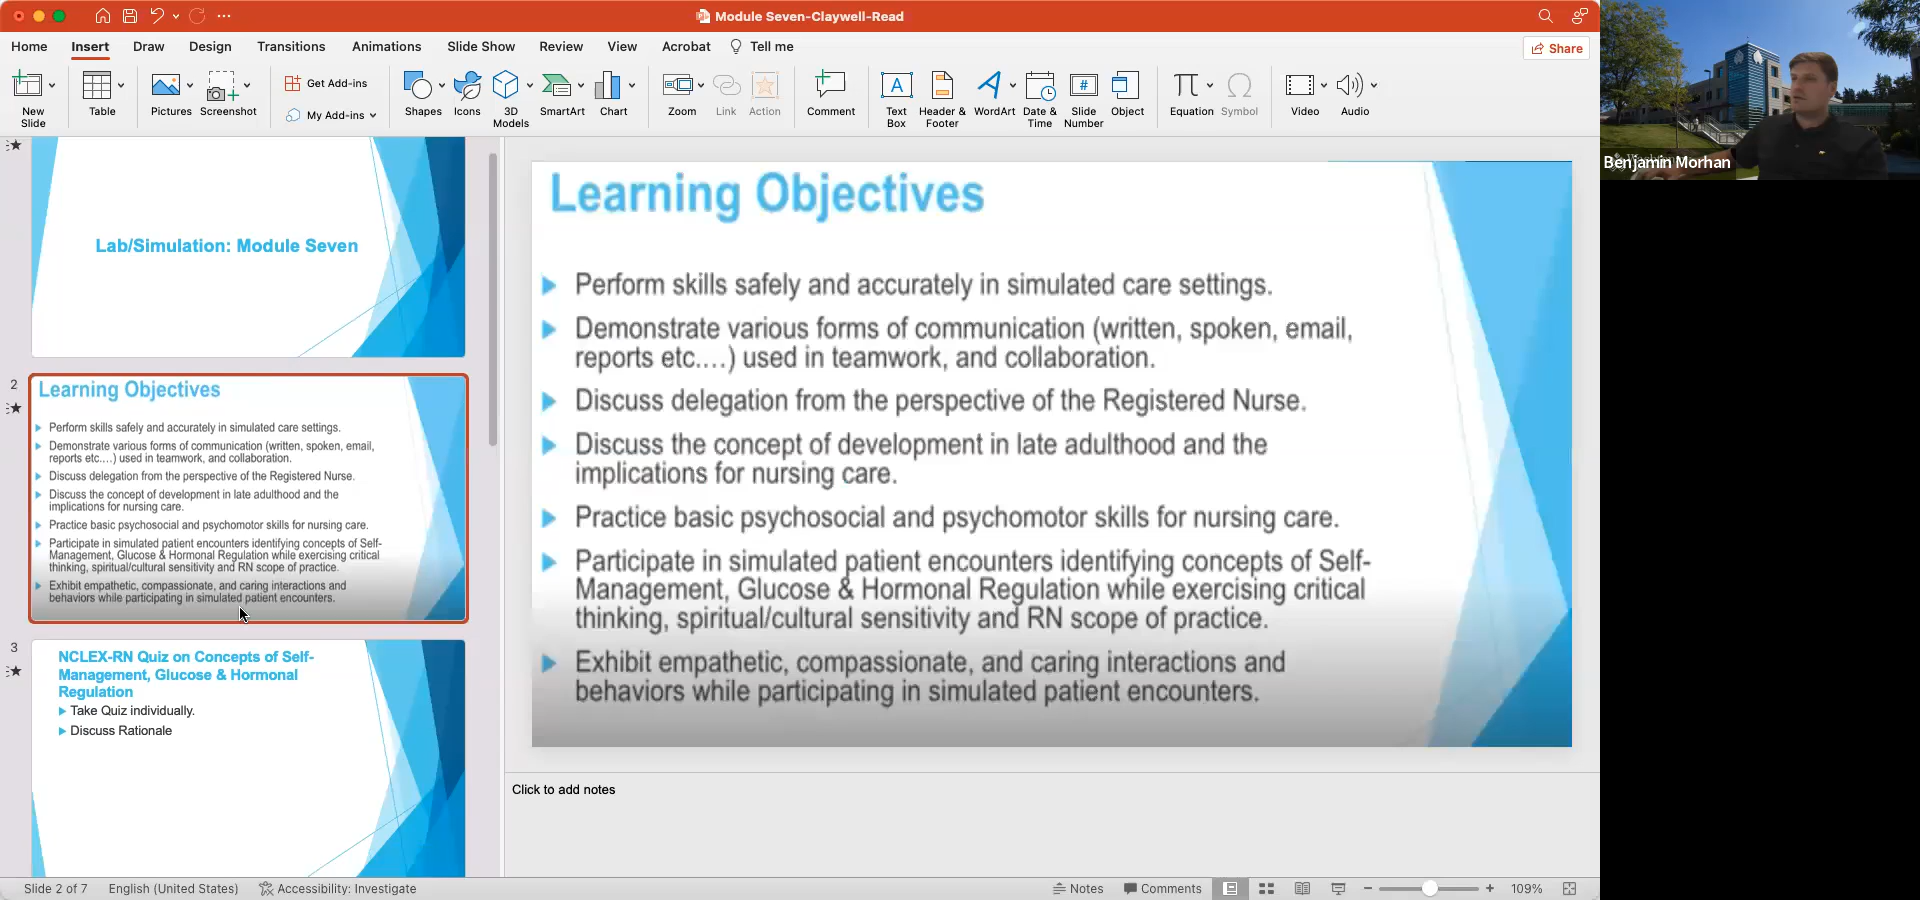 Module Seven-Claywell-Read
Home Insert Draw Design Transitions Animations Slide Show Review View Acrobat Tell me
Share
New Slide
Table
Pictures
Screenshot
Get Add-ins
My Add-ins
Shapes
Icons
3D Models
SmartArt
Chart
Zoom
Link
Action
Comment
Text Box
Header & Footer
WordArt
Date & Time
Slide Number
Object
Equation
Symbol
Video
Audio
Lab/Simulation: Module Seven
2
Learning Objectives
Perform skills safely and accurately in simulated care settings.
Demonstrate various forms of communication (written, spoken, email,
reports etc....) used in teamwork, and collaboration.
Discuss delegation from the perspective of the Registered Nurse.
Discuss the concept of development in late adulthood and the
implications for nursing care.
Practice basic psychosocial and psychomotor skills for nursing care.
Participate in simulated patient encounters identifying concepts of Self-
Management, Glucose & Hormonal Regulation while exercising critical
thinking, spiritual/cultural sensitivity and RN scope of practice.
Exhibit empathetic, compassionate, and caring interactions and
behaviors while participating in simulated patient encounters.
3
NCLEX-RN Quiz on Concepts of Self-
Management, Glucose & Hormonal
Regulation
Take Quiz individually.
Discuss Rationale
Learning Objectives
Perform skills safely and accurately in simulated care settings.
Demonstrate various forms of communication (written, spoken, email,
reports etc....) used in teamwork, and collaboration.
Discuss delegation from the perspective of the Registered Nurse.
Discuss the concept of development in late adulthood and the
implications for nursing care.
Practice basic psychosocial and psychomotor skills for nursing care.
Participate in simulated patient encounters identifying concepts of Self-
Management, Glucose & Hormonal Regulation while exercising critical
thinking, spiritual/cultural sensitivity and RN scope of practice.
Exhibit empathetic, compassionate, and caring interactions and
behaviors while participating in simulated patient encounters.
Click to add notes
Slide 2 of 7 English (United States) Accessibility: Investigate
Notes Comments 109%
Benjamin Morhan